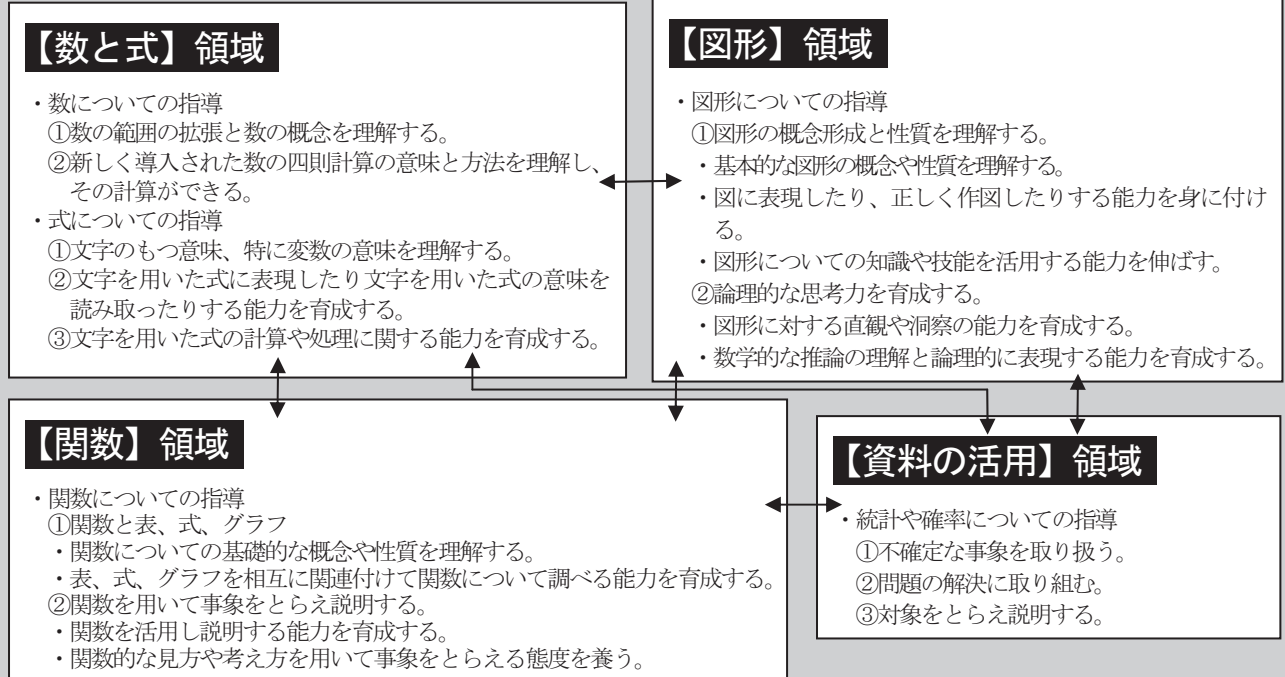 【数と式】領域
・数についての指導
①数の範囲の拡張と数の概念を理解する。
②新しく導入された数の四則計算の意味と方法を理解し、
その計算ができる。
・式についての指導
①文字のもつ意味、特に変数の意味を理解する。
②文字を用いた式に表現したり文字を用いた式の意味を
読み取ったりする能力を育成する。
③文字を用いた式の計算や処理に関する能力を育成する。
【図形】領域
・図形についての指導
①図形の概念形成と性質を理解する。
・基本的な図形の概念や性質を理解する。
・図に表現したり、正しく作図したりする能力を身に付け
る。
・図形についての知識や技能を活用する能力を伸ばす。
②論理的な思考力を育成する。
・図形に対する直観や洞察の能力を育成する。
・数学的な推論の理解と論理的に表現する能力を育成する。
【関数】領域
・関数についての指導
①関数と表、式、グラフ
・関数についての基礎的な概念や性質を理解する。
・表、式、グラフを相互に関連付けて関数について調べる能力を育成する。
②関数を用いて事象をとらえ説明する。
・関数を活用し説明する能力を育成する。
・関数的な見方や考え方を用いて事象をとらえる態度を養う。
【資料の活用】領域
・統計や確率についての指導
①不確定な事象を取り扱う。
②問題の解決に取り組む。
③対象をとらえ説明する。